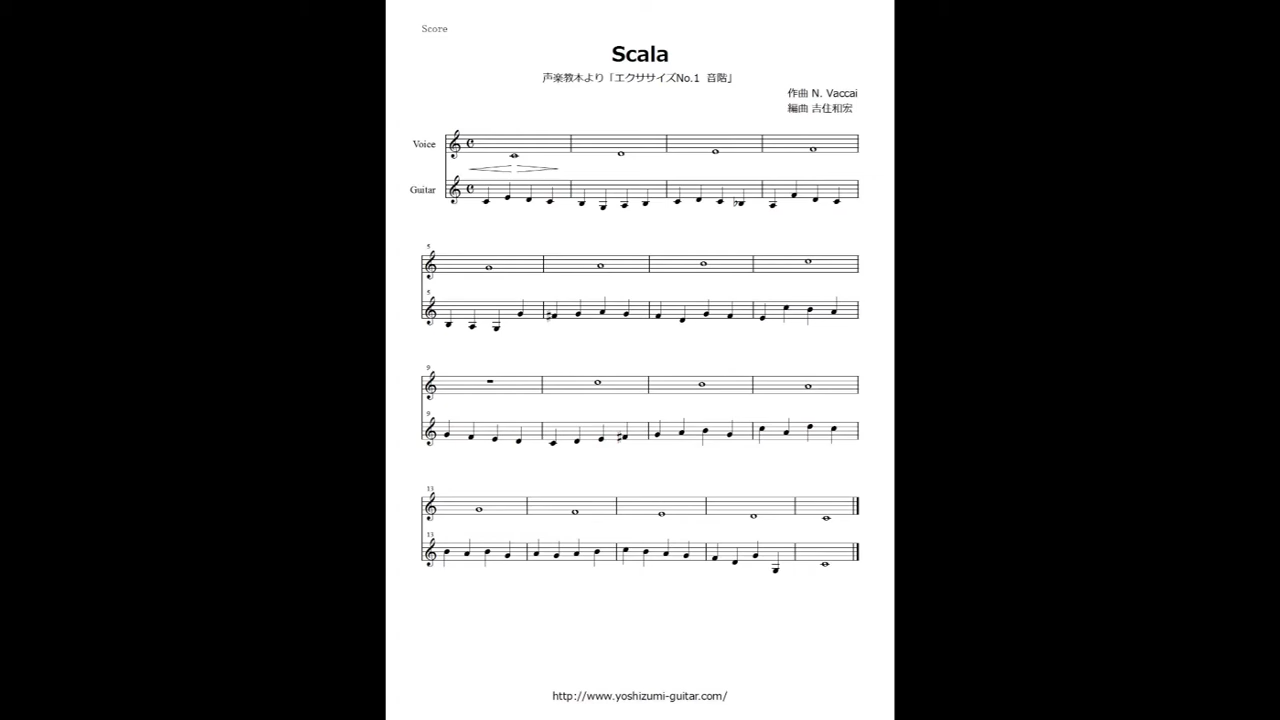 Score
Scala
声楽教本より「エクササイズNo.1 音階」
作曲 N. Vaccai
編曲 吉住和宏
Voice
Guitar
5
5
9
9
13
13
http://www.yoshizumi-guitar.com/